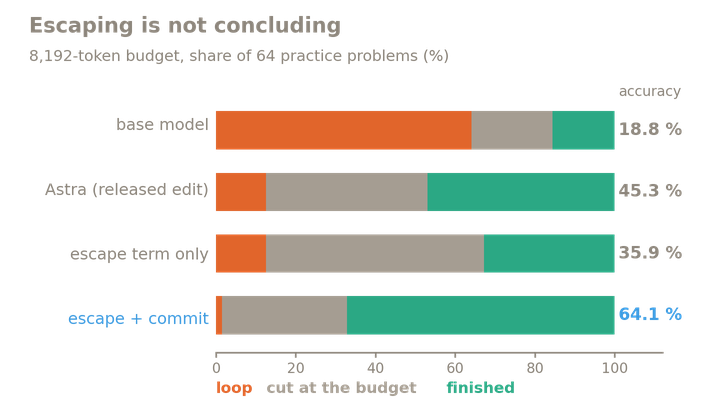 Escaping is not concluding
8,192-token budget, share of 64 practice problems (%)
accuracy
base model 18.8 %
Astra (released edit) 45.3 %
escape term only 35.9 %
escape + commit 64.1 %
0 20 40 60 80 100
loop cut at the budget finished